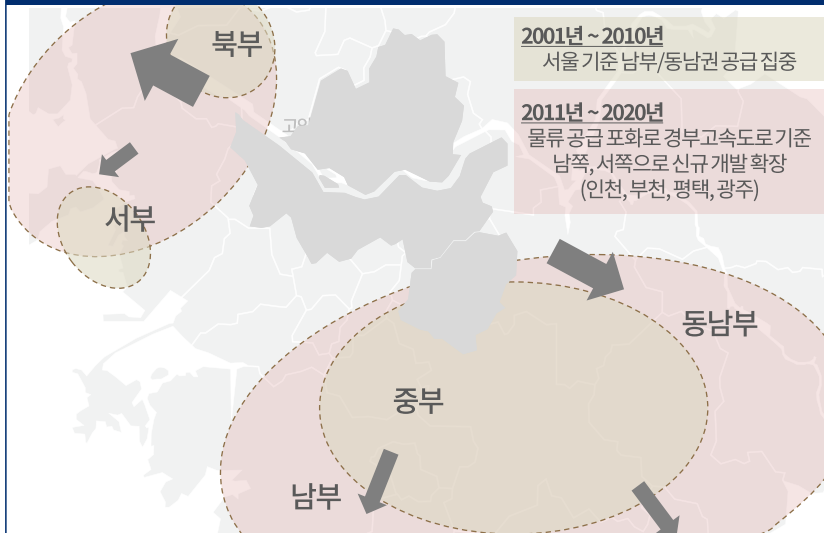 북부
2001년 ~ 2010년
서울 기준 남부/동남권 공급 집중
2011년 ~ 2020년
물류 공급 포화로 경부고속도로 기준
남쪽, 서쪽으로 신규 개발 확장
(인천, 부천, 평택, 광주)
서부
동남부
중부
남부